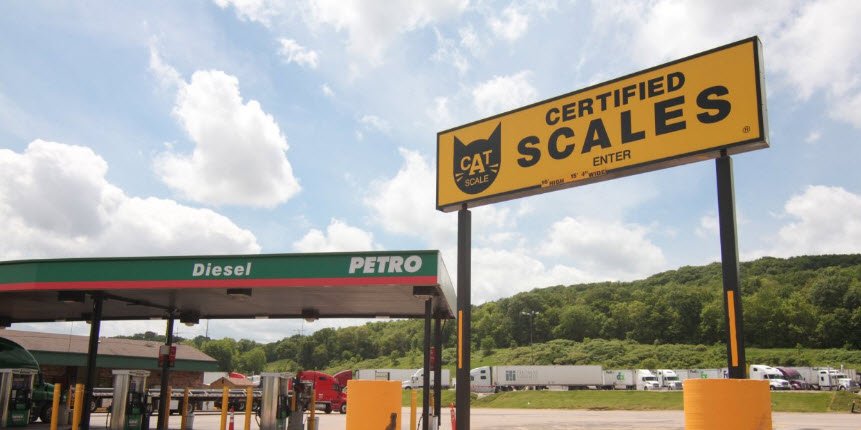 CERTIFIED
SCALES
®
ENTER
CAT
SCALE
Diesel
PETRO